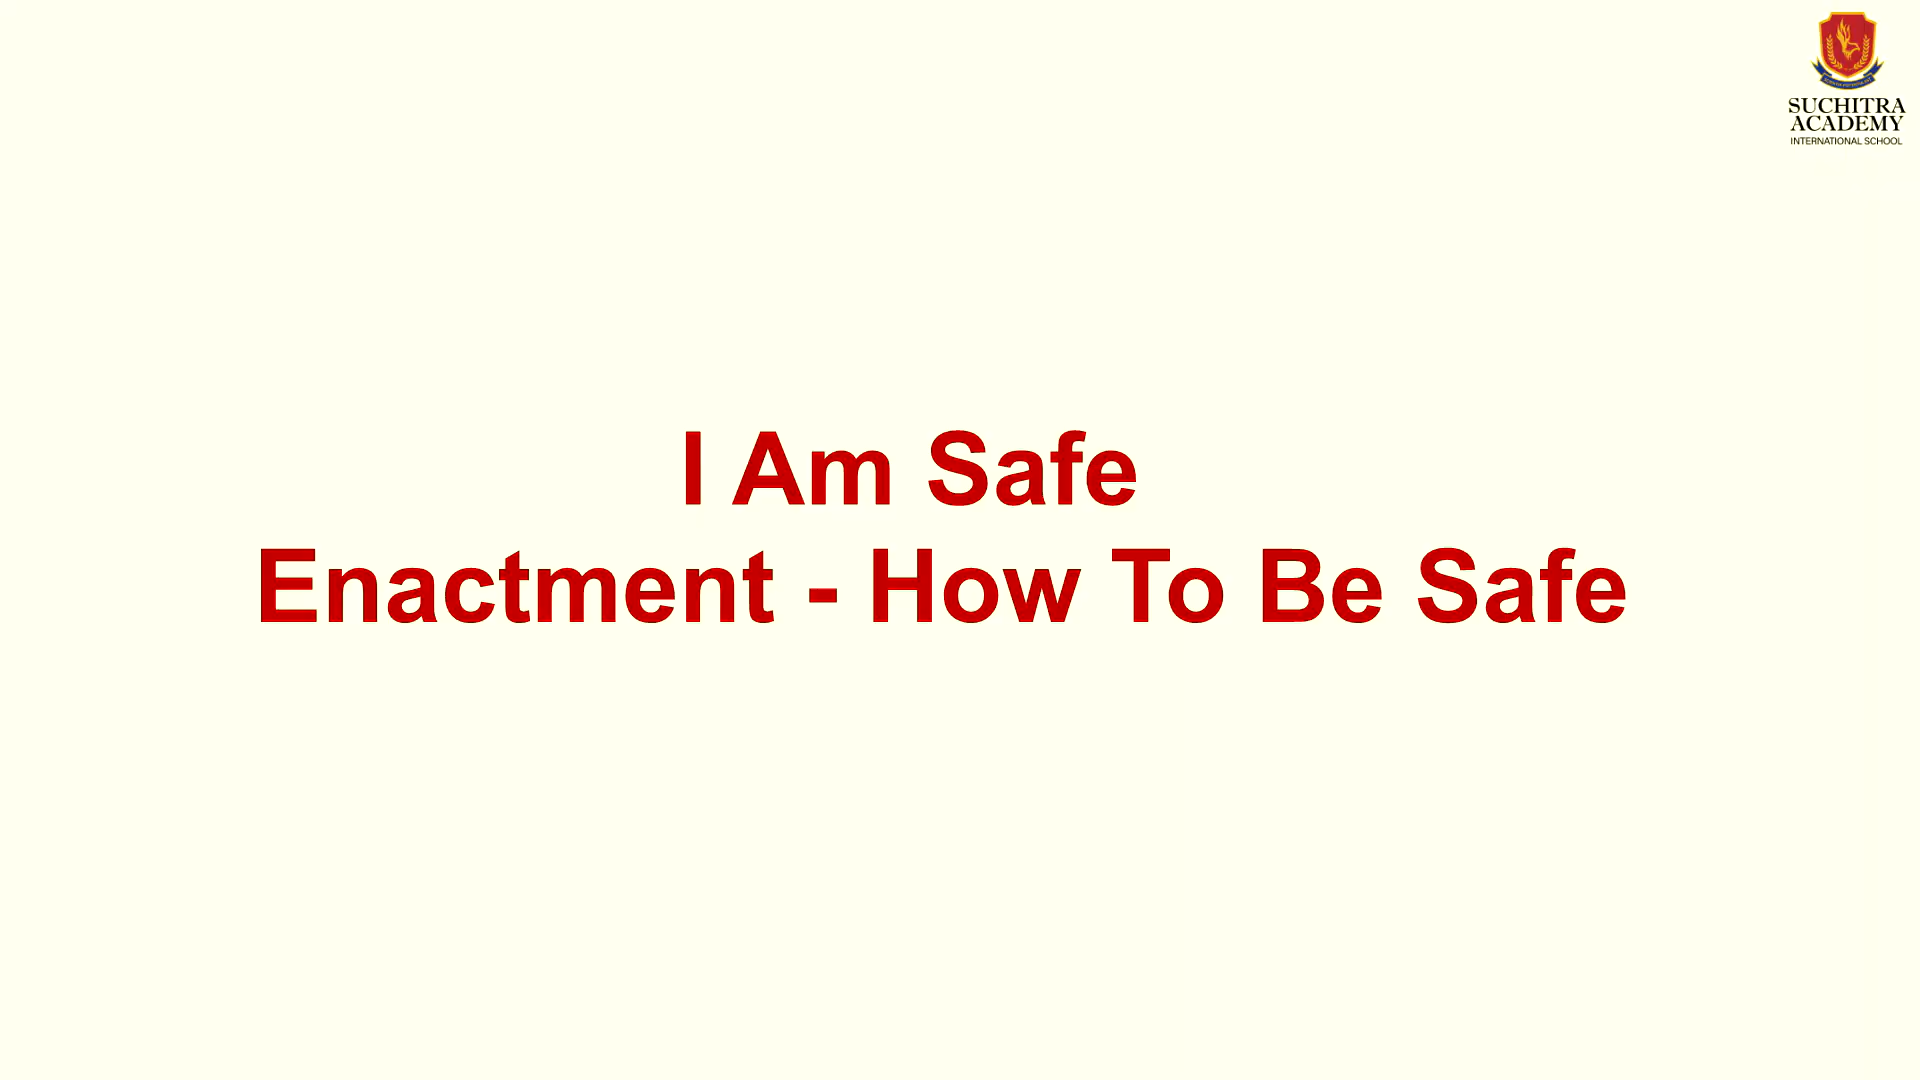 SUCHITRA
ACADEMY
INTERNATIONAL SCHOOL
I Am Safe
Enactment - How To Be Safe